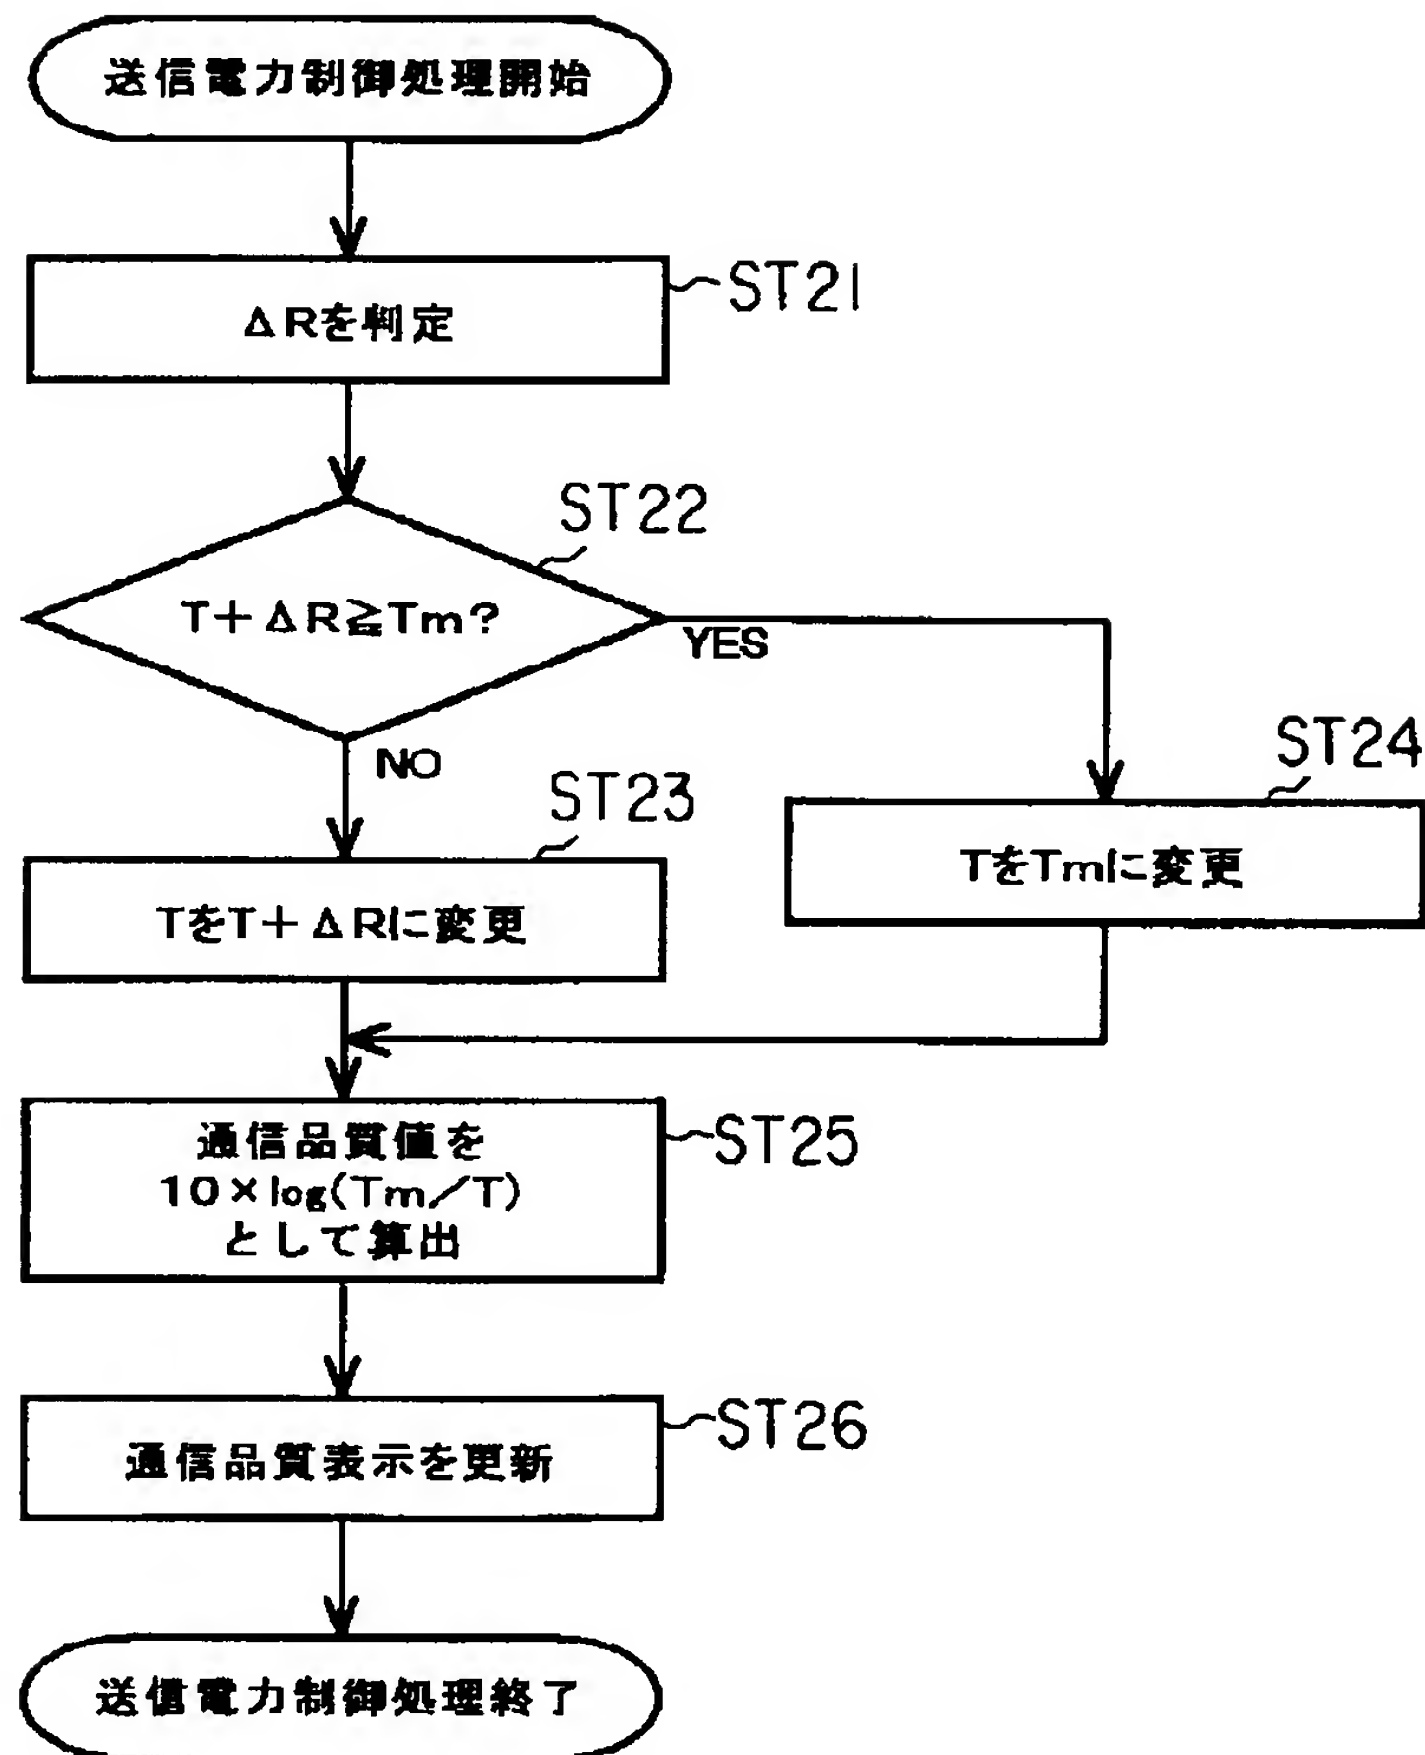 送信電力制御処理開始
ST21
ΔRを判定
ST22
T+ΔR≧Tm?
YES
NO
ST23
ST24
TをT+ΔRに変更
TをTmに変更
ST25
通信品質値を
10×log(Tm/T)
として算出
ST26
通信品質表示を更新
送信電力制御処理終了